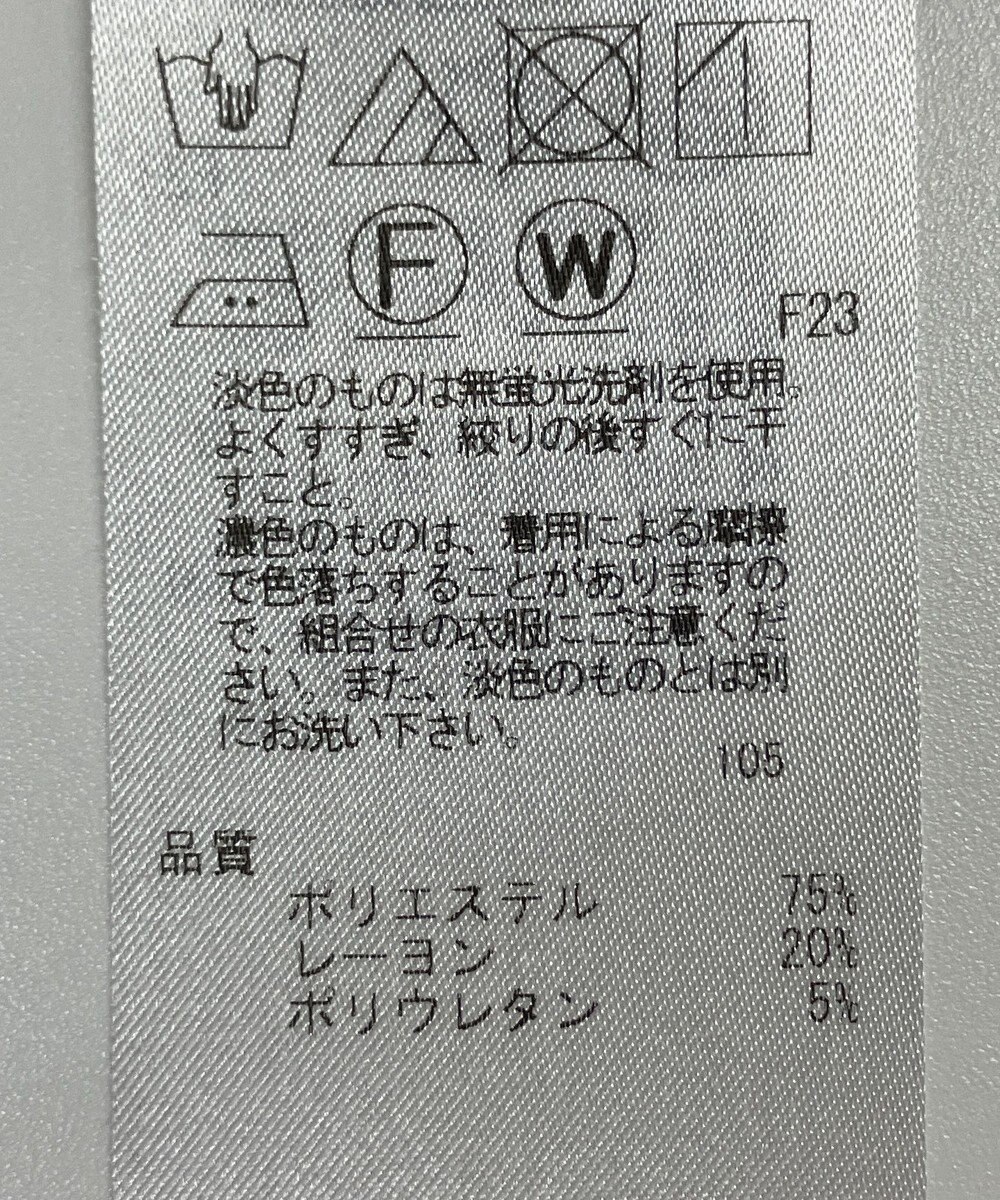 F
W
F23
淡色のものは無蛍光洗剤を使用。
よくすすぎ、絞りの後すぐに干
すこと。
濃色のものは、着用による摩擦
で色落ちすることがありますの
で、組合せの衣服にご注意くだ
さい。また、淡色のものとは別
にお洗い下さい。
105
品質
ポリエステル 75%
レーヨン 20%
ポリウレタン 5%